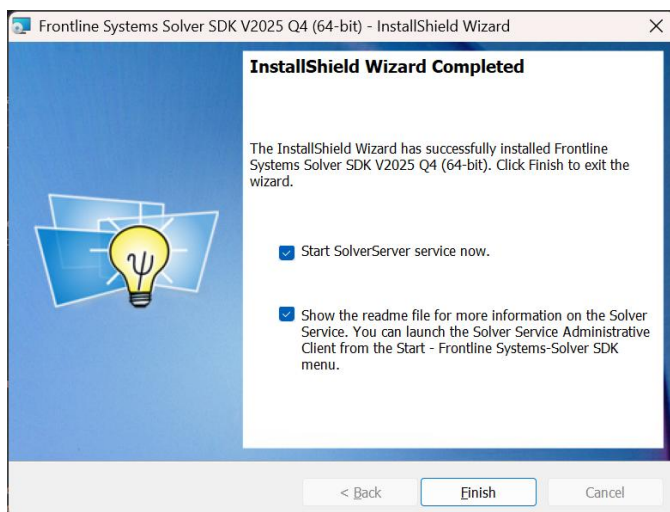 Frontline Systems Solver SDK V2025 Q4 (64-bit) - InstallShield Wizard
InstallShield Wizard Completed
The InstallShield Wizard has successfully installed Frontline
Systems Solver SDK V2025 Q4 (64-bit). Click Finish to exit the
wizard.
ψ
Start SolverServer service now.
Show the readme file for more information on the Solver
Service. You can launch the Solver Service Administrative
Client from the Start - Frontline Systems-Solver SDK
menu.
< Back
Finish
Cancel